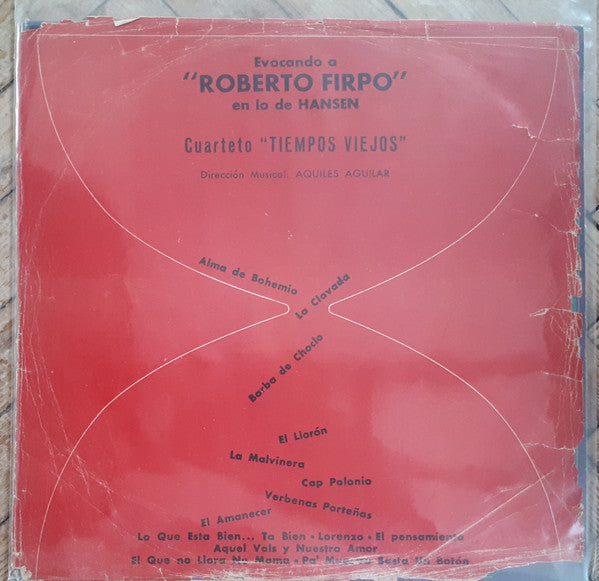 Evocando a
"ROBERTO FIRPO"
en lo de HANSEN
Cuarteto "TIEMPOS VIEJOS"
Dirección Musical: AQUILES AGUILAR
Alma de Bohemio
La Clavada
Barba de Choclo
El Llorón
La Malvinera
Cap Polonio
Verbenas Porteñas
El Amanecer
Lo Que Esta Bien... Ta Bien • Lorenzo • El pensamiento
Aquel Vals y Nuestro Amor
El Que no Llora No Mama • Pa' Muestra Basta Un Botón